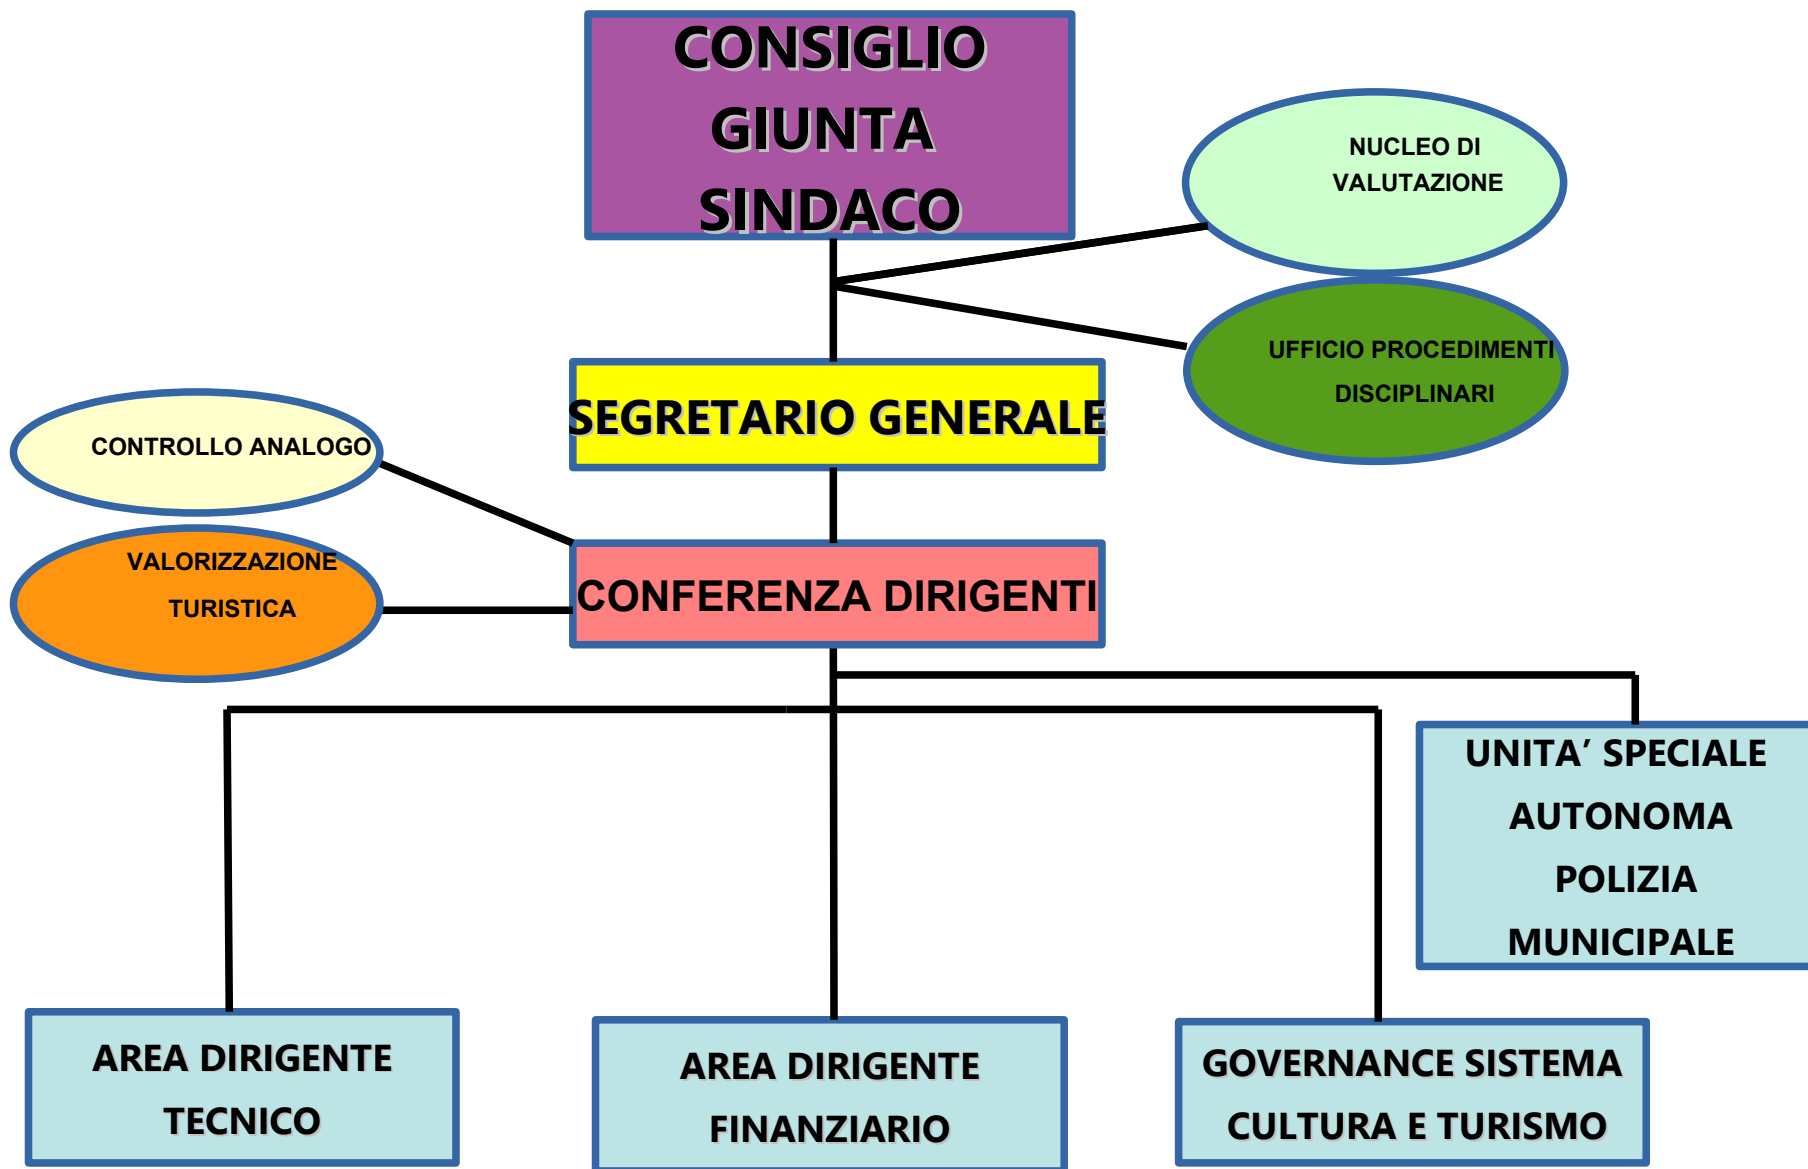 CONSIGLIO
GIUNTA
SINDACO
NUCLEO DI
VALUTAZIONE
UFFICIO PROCEDIMENTI
DISCIPLINARI
SEGRETARIO GENERALE
CONTROLLO ANALOGO
VALORIZZAZIONE
TURISTICA
CONFERENZA DIRIGENTI
UNITA’ SPECIALE
AUTONOMA
POLIZIA
MUNICIPALE
AREA DIRIGENTE
TECNICO
AREA DIRIGENTE
FINANZIARIO
GOVERNANCE SISTEMA
CULTURA E TURISMO